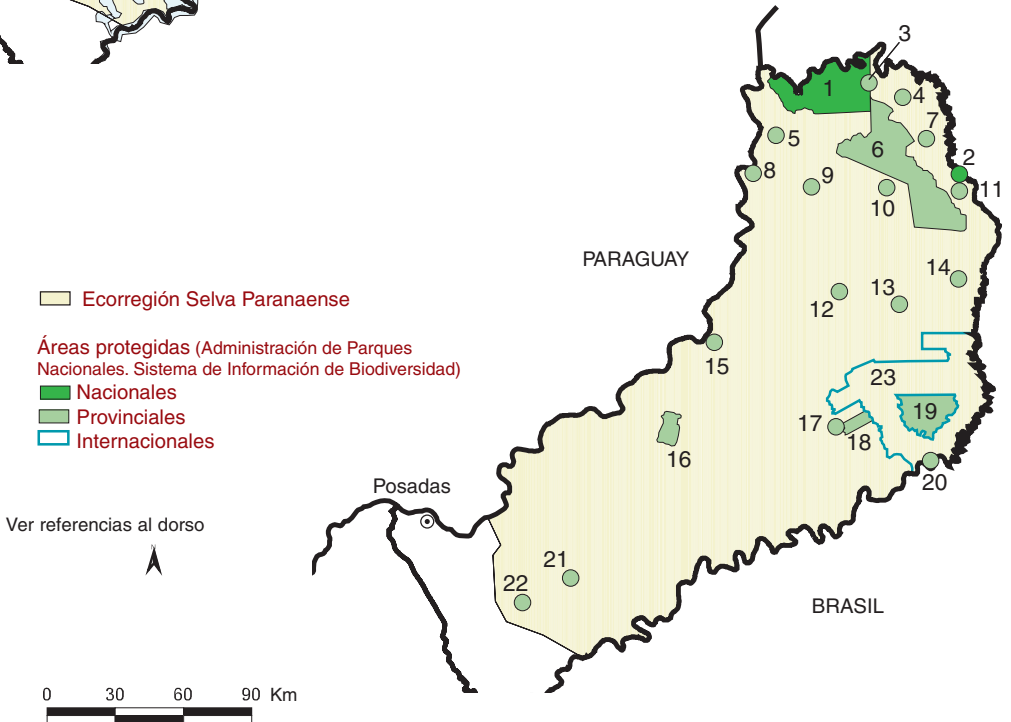 3
1
4
7
5
6
2
8
9
11
10
PARAGUAY
14
13
12
Ecorregión Selva Paranaense
15
Áreas protegidas (Administración de Parques
Nacionales. Sistema de Información de Biodiversidad)
Nacionales
Provinciales
Internacionales
23
19
17
18
16
20
Posadas
Ver referencias al dorso
21
22
BRASIL
0 30 60 90 Km